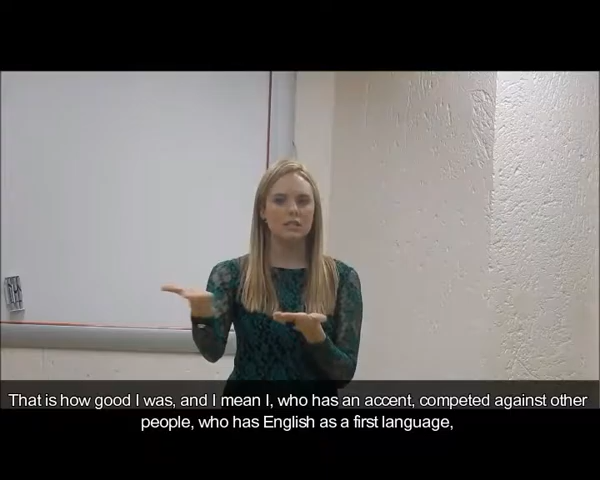 That is how good I was, and I mean I, who has an accent, competed against other
people, who has English as a first language,